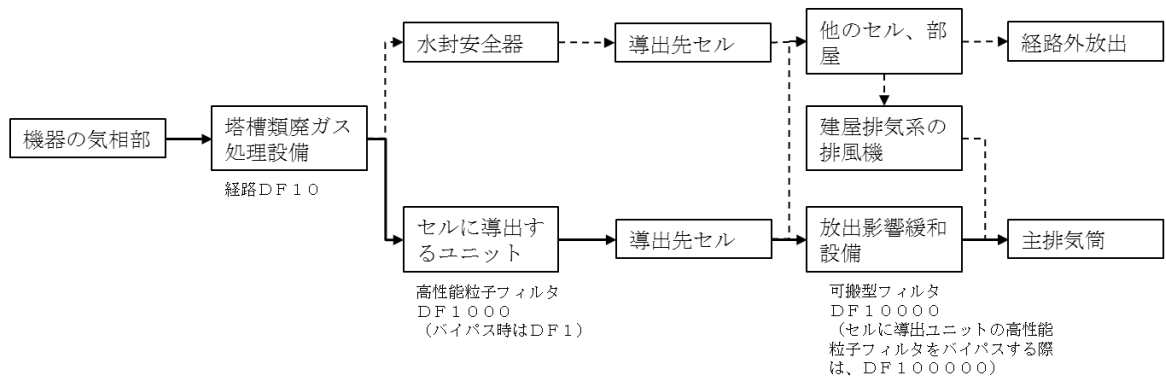 水封安全器
導出先セル
他のセル、部
屋
経路外放出
機器の気相部
塔槽類廃ガス
処理設備
経路ＤＦ１０
建屋排気系の
排風機
セルに導出す
るユニット
高性能粒子フィルタ
ＤＦ１０００
（バイパス時はＤＦ１）
導出先セル
放出影響緩和
設備
可搬型フィルタ
ＤＦ１００００
（セルに導出ユニットの高性能
粒子フィルタをバイパスする際
は、ＤＦ１０００００）
主排気筒